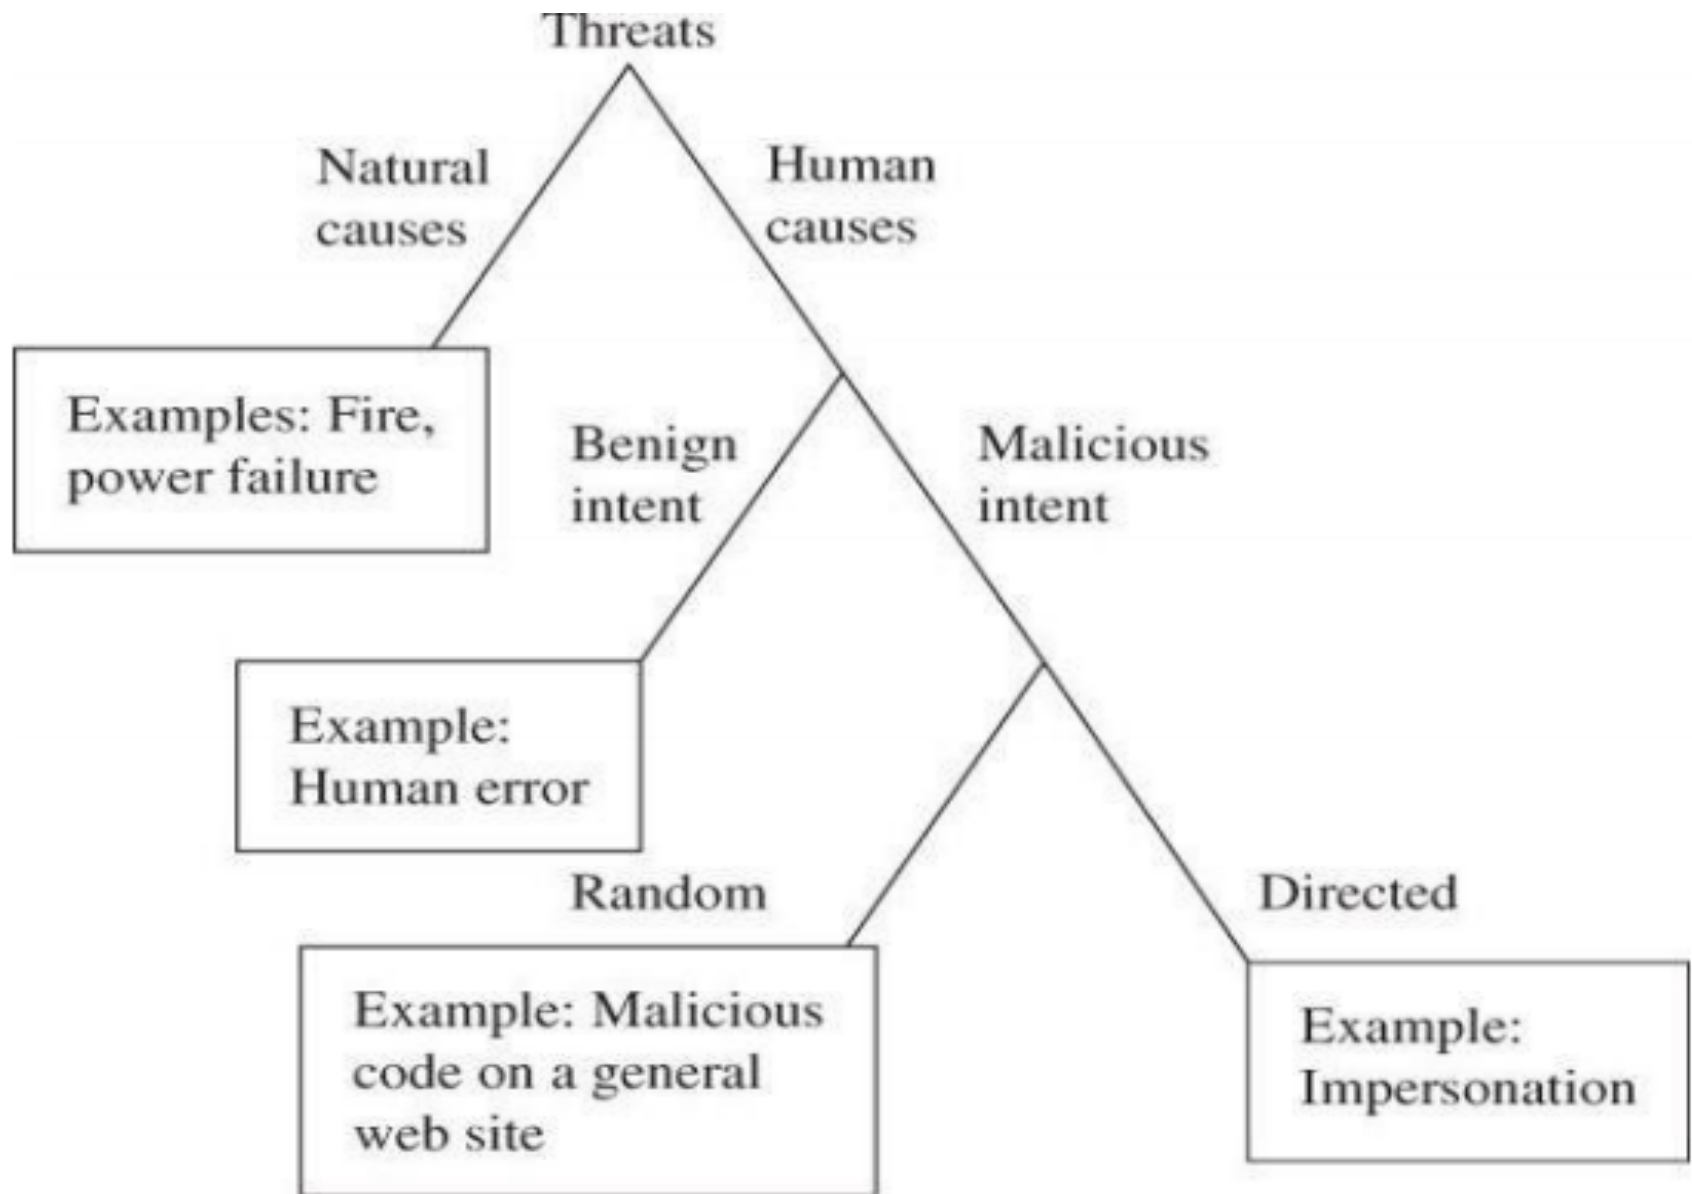 Threats
Natural
causes
Human
causes
Examples: Fire,
power failure
Benign
intent
Malicious
intent
Example:
Human error
Random
Directed
Example: Malicious
code on a general
web site
Example:
Impersonation